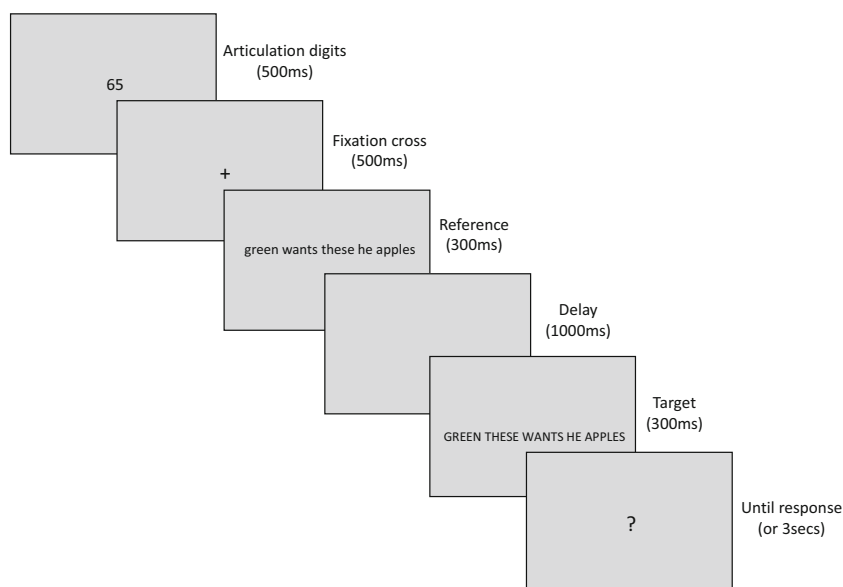 65
Articulation digits
(500ms)
+
Fixation cross
(500ms)
green wants these he apples
Reference
(300ms)
Delay
(1000ms)
GREEN THESE WANTS HE APPLES
Target
(300ms)
?
Until response
(or 3secs)